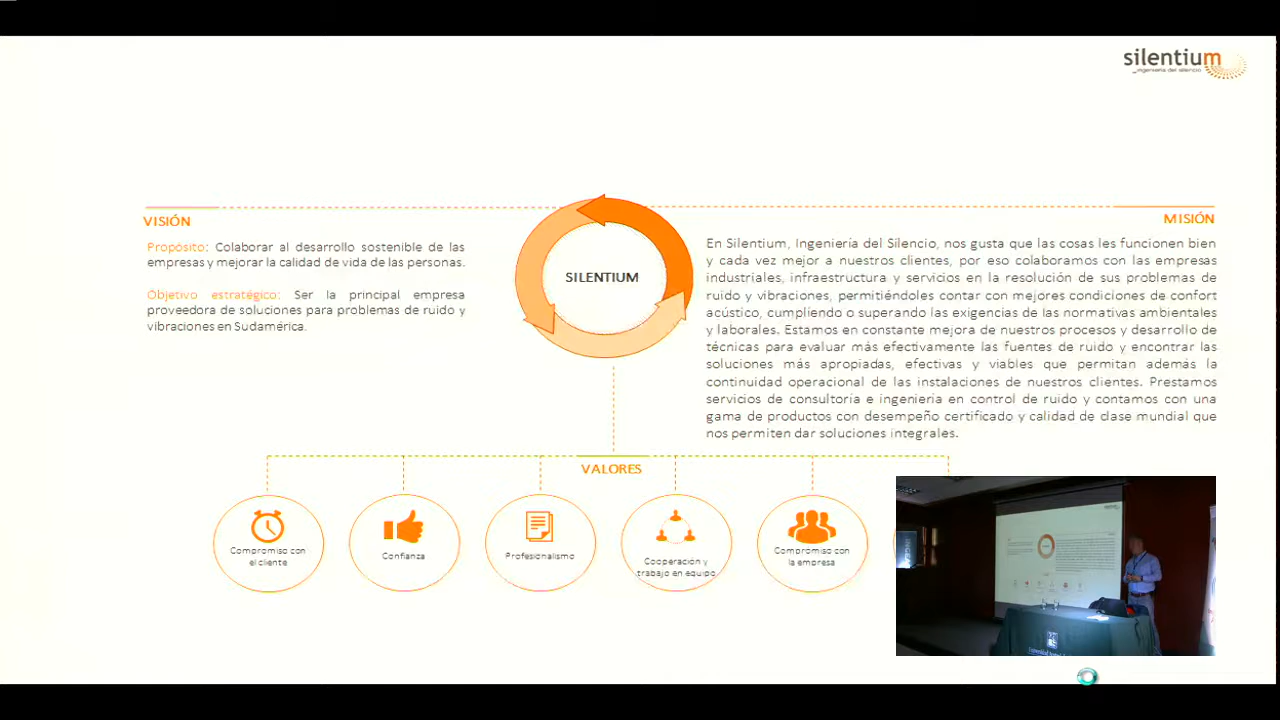 silentium
_ingeniería del silencio
VISIÓN
MISIÓN
Propósito: Colaborar al desarrollo sostenible de las
empresas y mejorar la calidad de vida de las personas.
Objetivo estratégico: Ser la principal empresa
proveedora de soluciones para problemas de ruido y
vibraciones en Sudamérica.
SILENTIUM
En Silentium, Ingeniería del Silencio, nos gusta que las cosas les funcionen bien
y cada vez mejor a nuestros clientes, por eso colaboramos con las empresas
industriales, infraestructura y servicios en la resolución de sus problemas de
ruido y vibraciones, permitiéndoles contar con mejores condiciones de confort
acústico, cumpliendo o superando las exigencias de las normativas ambientales
y laborales. Estamos en constante mejora de nuestros procesos y desarrollo de
técnicas para evaluar más efectivamente las fuentes de ruido y encontrar las
soluciones más apropiadas, efectivas y viables que permitan además la
continuidad operacional de las instalaciones de nuestros clientes. Prestamos
servicios de consultoría e ingeniería en control de ruido y contamos con una
gama de productos con desempeño certificado y calidad de clase mundial que
nos permiten dar soluciones integrales.
VALORES
Compromiso con
el cliente
Confianza
Profesionalismo
Cooperación y
trabajo en equipo
Compromiso con
la empresa